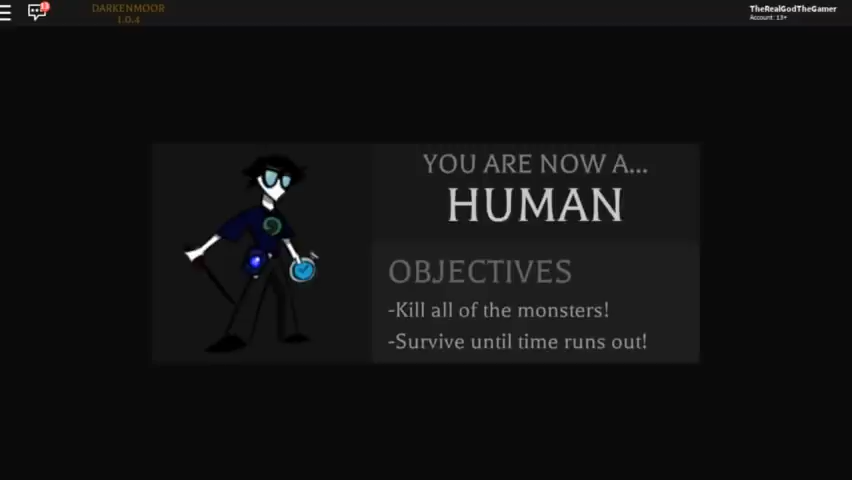 13
DARKENMOOR
1.0.4
TheRealGodTheGamer
Account: 13+
YOU ARE NOW A...
HUMAN
OBJECTIVES
-Kill all of the monsters!
-Survive until time runs out!